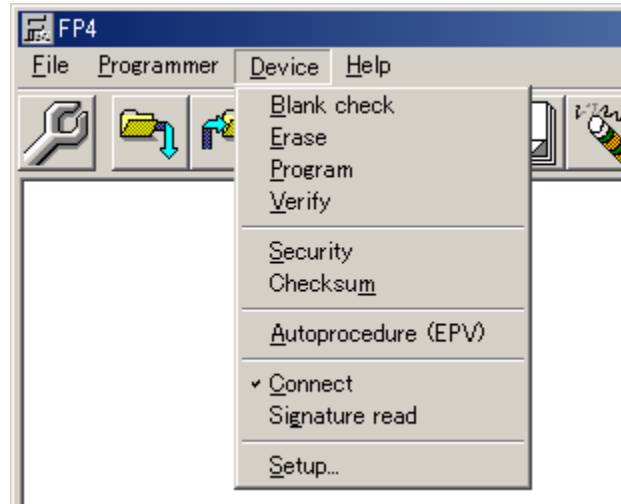 FP4
File Programmer Device Help
Blank check
Erase
Program
Verify
Security
Checksum
Autoprocedure (EPV)
Connect
Signature read
Setup...